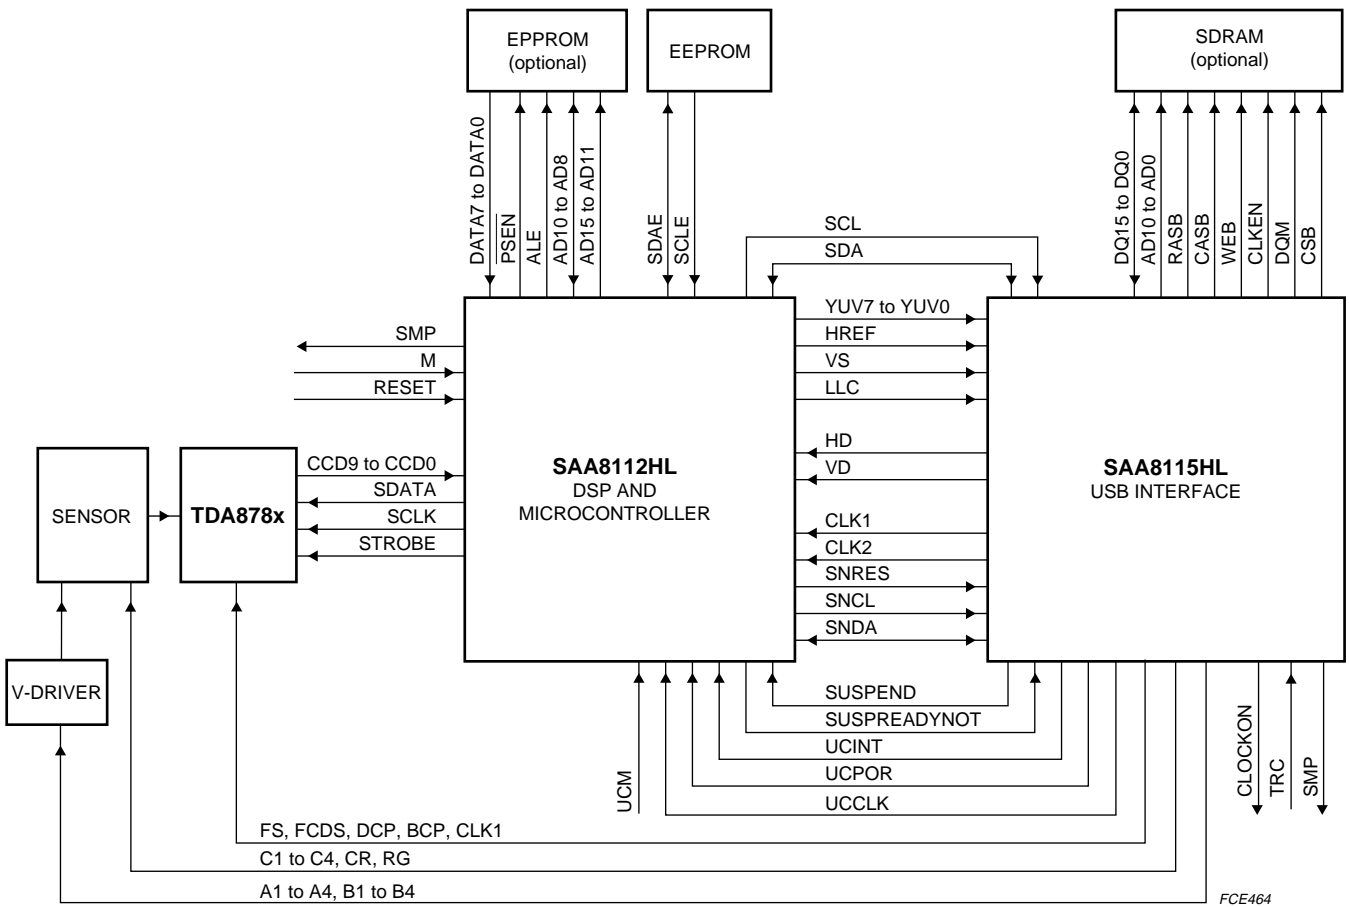 EPPROM
(optional)
EEPROM
SDRAM
(optional)
DATA7 to DATA0
PSEN
ALE
AD10 to AD8
AD15 to AD11
SDAE
SCLE
DQ15 to DQ0
AD10 to AD0
RASB
CASB
WEB
CLKEN
DQM
CSB
SCL
SDA
SMP
M
RESET
YUV7 to YUV0
HREF
VS
LLC
HD
VD
CLK1
CLK2
SNRES
SNCL
SNDA
SENSOR
TDA878x
CCD9 to CCD0
SDATA
SCLK
STROBE
SAA8112HL
DSP AND
MICROCONTROLLER
SAA8115HL
USB INTERFACE
V-DRIVER
UCM
SUSPEND
SUSPREADYNOT
UCINT
UCPOR
UCCLK
CLOCKON
TRC
SMP
FS, FCDS, DCP, BCP, CLK1
C1 to C4, CR, RG
A1 to A4, B1 to B4
FCE464